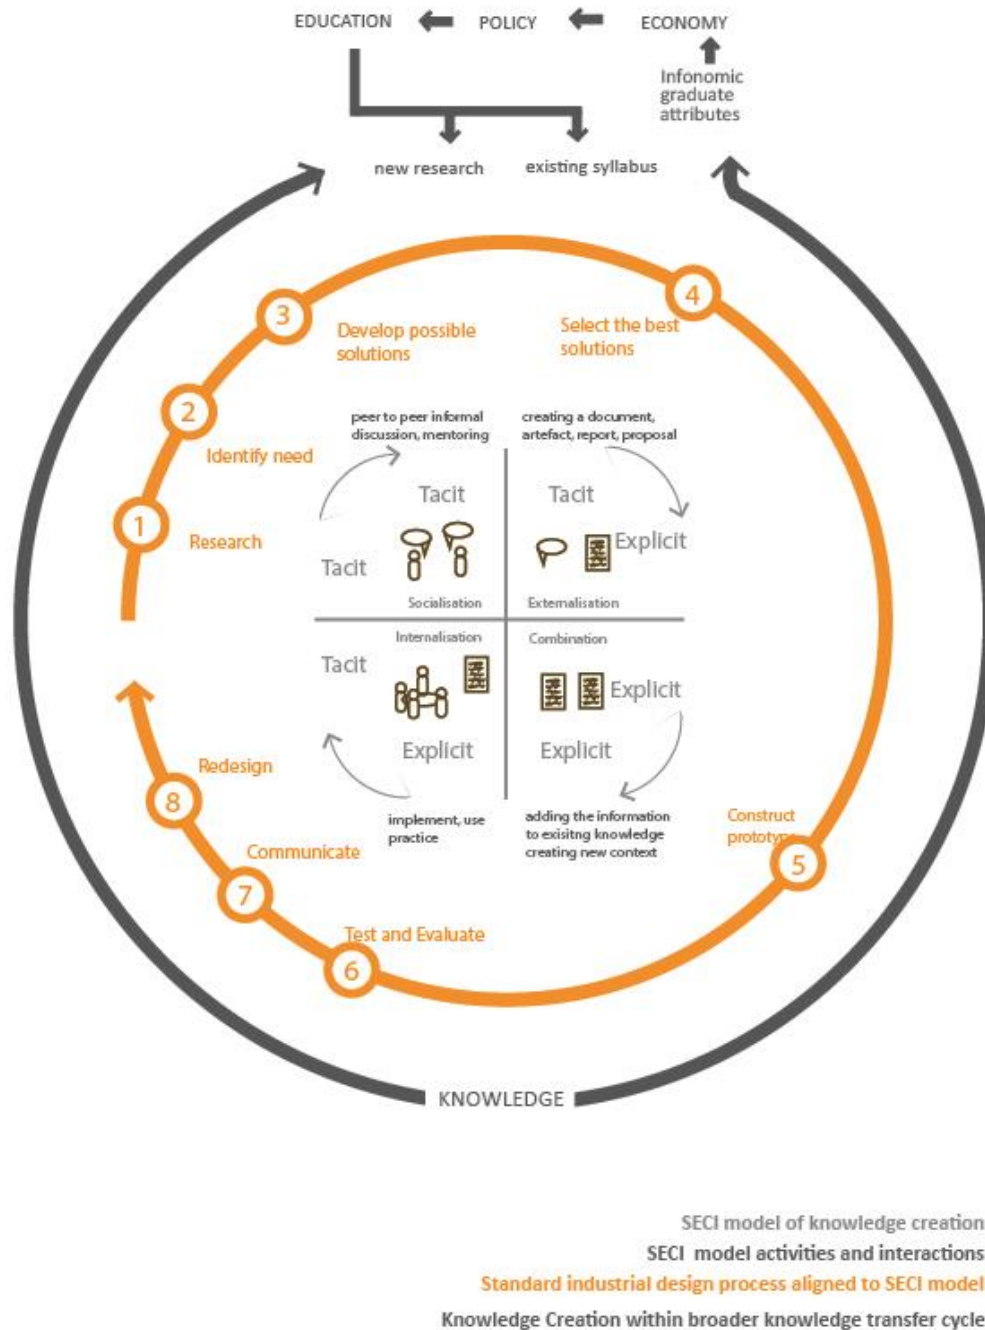 EDUCATION
POLICY
ECONOMY
Infonomic
graduate
attributes
new research
existing syllabus
3
4
Develop possible
solutions
Select the best
solutions
2
Identify need
peer to peer informal
discussion, mentoring
creating a document,
artefact, report, proposal
1
Research
Tacit
Tacit
Tacit
Explicit
Socialisation
Externalisation
Internalisation
Combination
Tacit
Explicit
Explicit
Explicit
implement, use
practice
adding the information
to exisitng knowledge
creating new context
Redesign
8
Construct
prototype
5
Communicate
7
Test and Evaluate
6
KNOWLEDGE
SECI model of knowledge creation
SECI model activities and interactions
Standard industrial design process aligned to SECI model
Knowledge Creation within broader knowledge transfer cycle